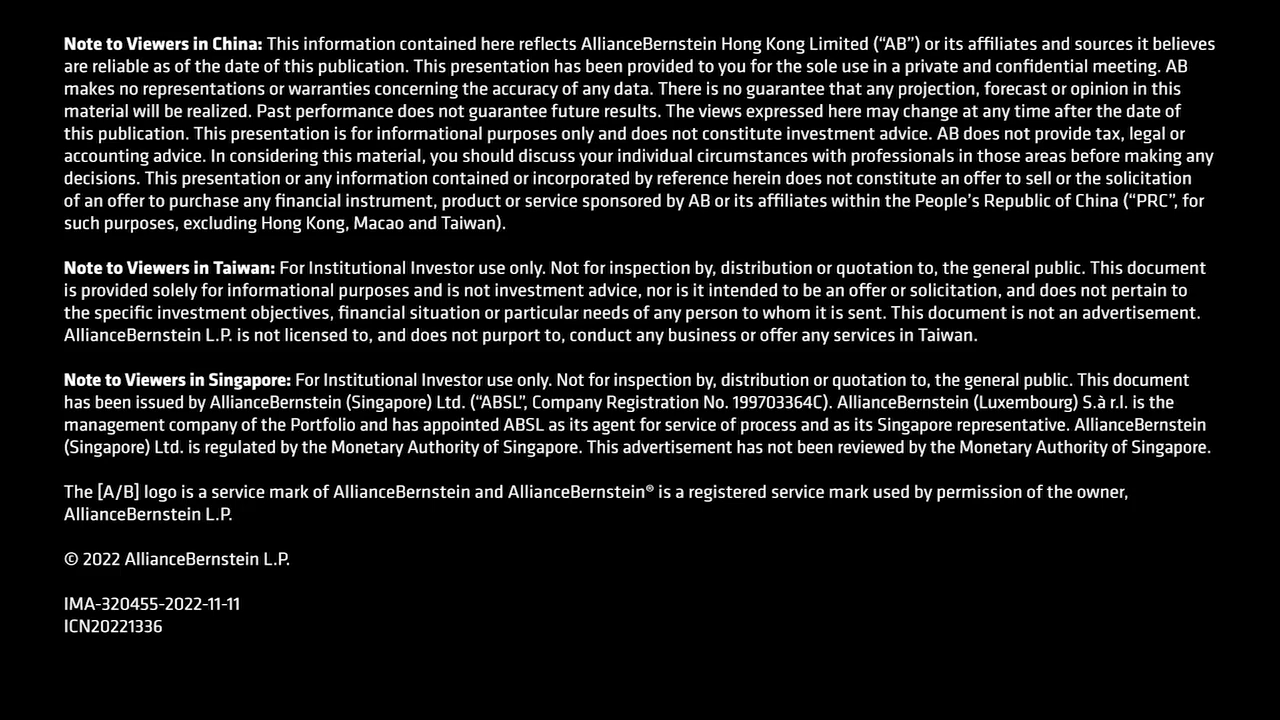 Note to Viewers in China: This information contained here reflects AllianceBernstein Hong Kong Limited (“AB”) or its affiliates and sources it believes
are reliable as of the date of this publication. This presentation has been provided to you for the sole use in a private and confidential meeting. AB
makes no representations or warranties concerning the accuracy of any data. There is no guarantee that any projection, forecast or opinion in this
material will be realized. Past performance does not guarantee future results. The views expressed here may change at any time after the date of
this publication. This presentation is for informational purposes only and does not constitute investment advice. AB does not provide tax, legal or
accounting advice. In considering this material, you should discuss your individual circumstances with professionals in those areas before making any
decisions. This presentation or any information contained or incorporated by reference herein does not constitute an offer to sell or the solicitation
of an offer to purchase any financial instrument, product or service sponsored by AB or its affiliates within the People’s Republic of China (“PRC”, for
such purposes, excluding Hong Kong, Macao and Taiwan).
Note to Viewers in Taiwan: For Institutional Investor use only. Not for inspection by, distribution or quotation to, the general public. This document
is provided solely for informational purposes and is not investment advice, nor is it intended to be an offer or solicitation, and does not pertain to
the specific investment objectives, financial situation or particular needs of any person to whom it is sent. This document is not an advertisement.
AllianceBernstein L.P. is not licensed to, and does not purport to, conduct any business or offer any services in Taiwan.
Note to Viewers in Singapore: For Institutional Investor use only. Not for inspection by, distribution or quotation to, the general public. This document
has been issued by AllianceBernstein (Singapore) Ltd. (“ABSL”, Company Registration No. 199703364C). AllianceBernstein (Luxembourg) S.à r.l. is the
management company of the Portfolio and has appointed ABSL as its agent for service of process and as its Singapore representative. AllianceBernstein
(Singapore) Ltd. is regulated by the Monetary Authority of Singapore. This advertisement has not been reviewed by the Monetary Authority of Singapore.
The [A/B] logo is a service mark of AllianceBernstein and AllianceBernstein® is a registered service mark used by permission of the owner,
AllianceBernstein L.P.
© 2022 AllianceBernstein L.P.
IMA-320455-2022-11-11
ICN20221336